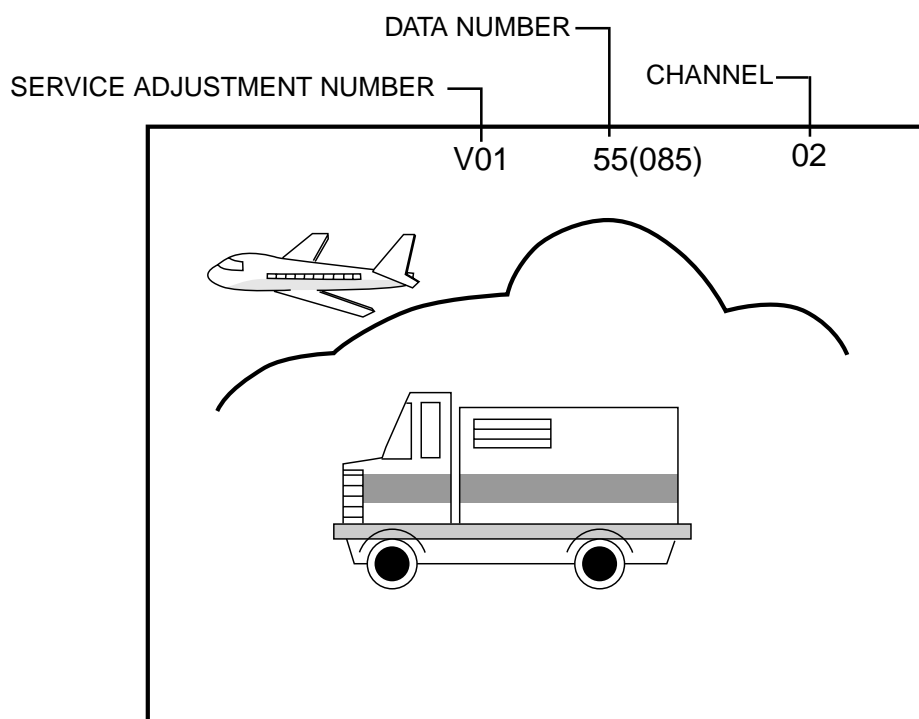 DATA NUMBER
CHANNEL
SERVICE ADJUSTMENT NUMBER
V01 55(085) 02